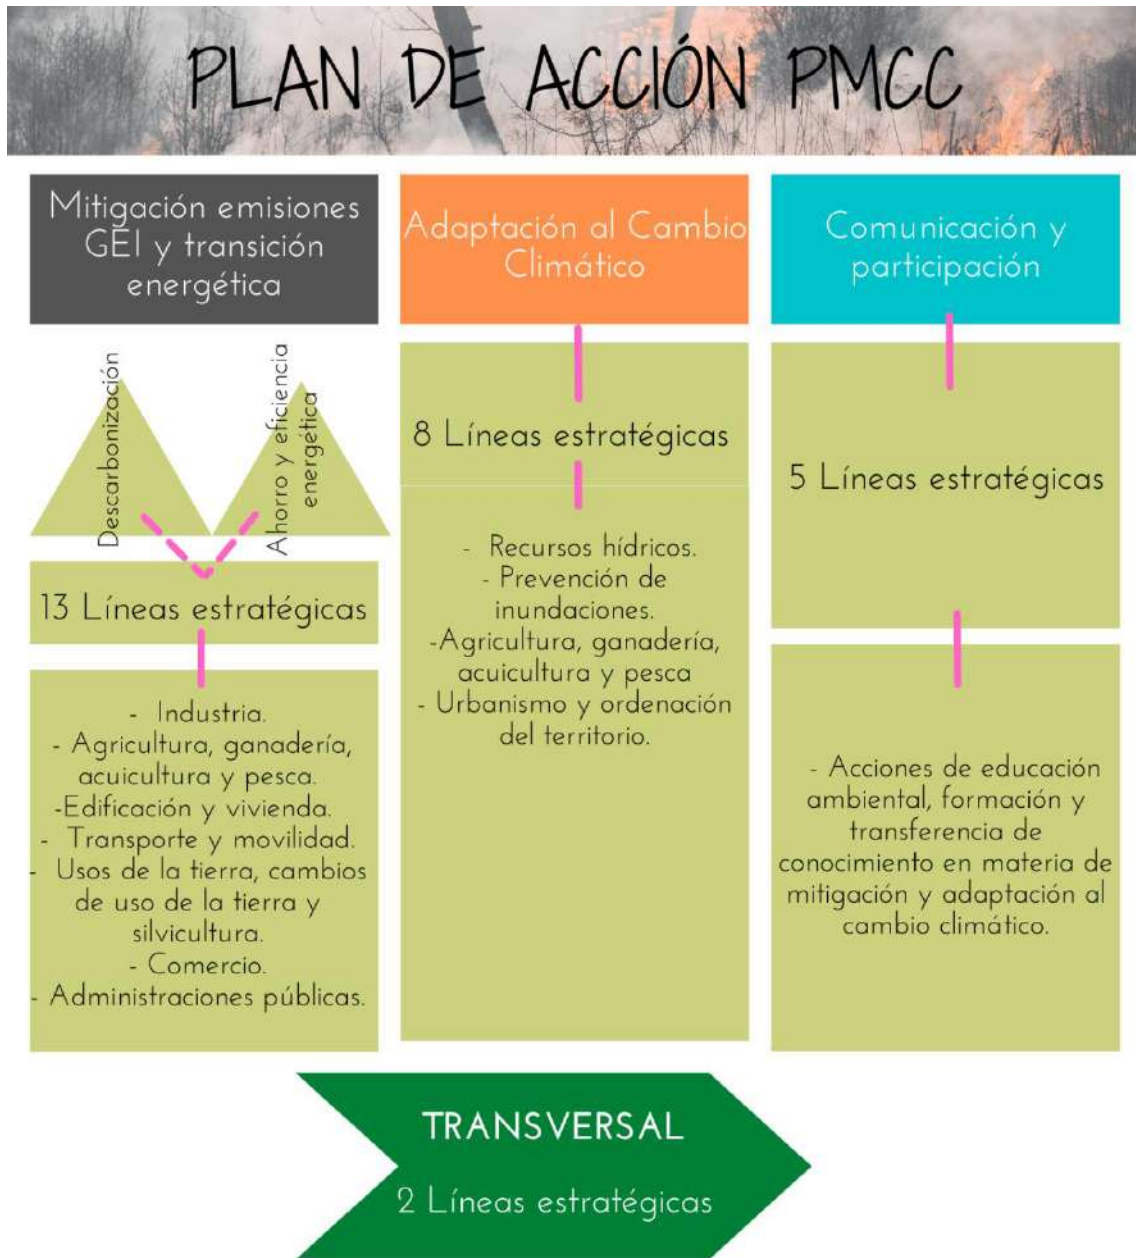 PLAN DE ACCIÓN PMCC
Mitigación emisiones
GEI y transición
energética
Descarbonización
Ahorro y eficiencia
energética
13 Líneas estratégicas
- Industria.
- Agricultura, ganadería,
acuicultura y pesca.
-Edificación y vivienda.
- Transporte y movilidad.
- Usos de la tierra, cambios
de uso de la tierra y
silvicultura.
- Comercio.
- Administraciones públicas.
Adaptación al Cambio
Climático
8 Líneas estratégicas
- Recursos hídricos.
- Prevención de
inundaciones.
-Agricultura, ganadería,
acuicultura y pesca
- Urbanismo y ordenación
del territorio.
Comunicación y
participación
5 Líneas estratégicas
- Acciones de educación
ambiental, formación y
transferencia de
conocimiento en materia de
mitigación y adaptación al
cambio climático.
TRANSVERSAL
2 Líneas estratégicas